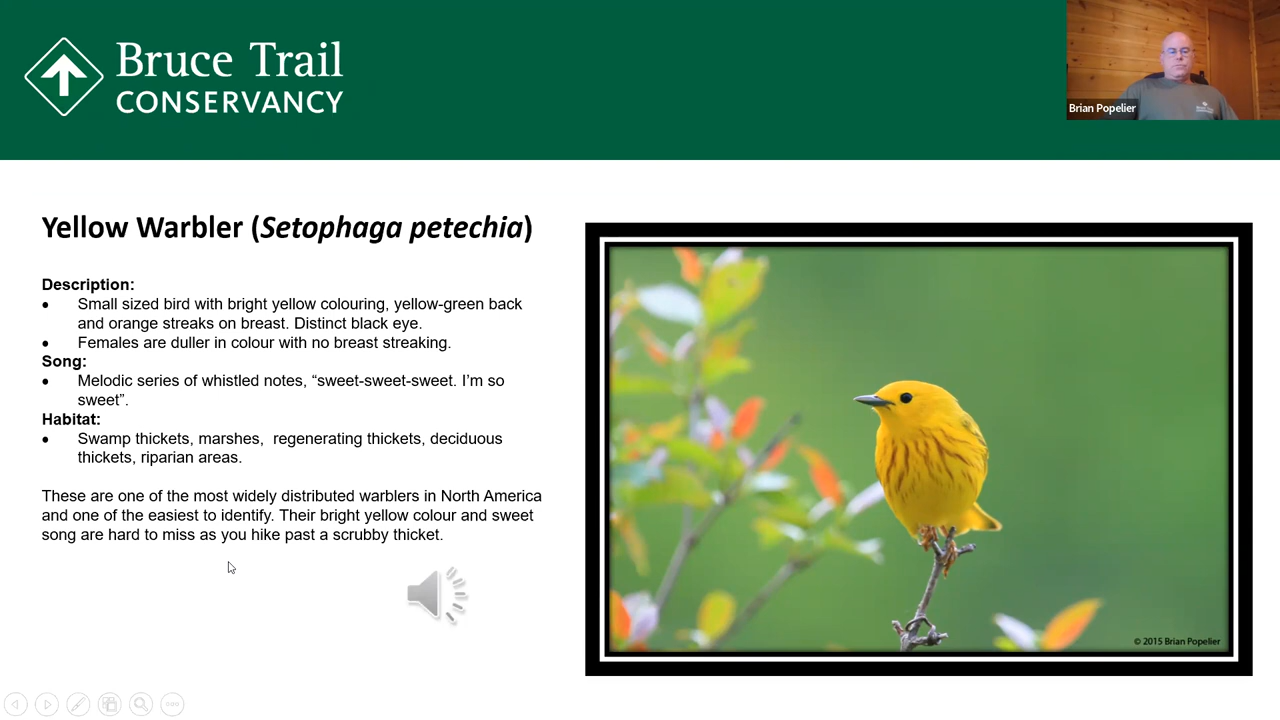 Bruce Trail
CONSERVANCY
Brian Popelier
Yellow Warbler (Setophaga petechia)
Description:
• Small sized bird with bright yellow colouring, yellow-green back
and orange streaks on breast. Distinct black eye.
• Females are duller in colour with no breast streaking.
Song:
• Melodic series of whistled notes, “sweet-sweet-sweet. I’m so
sweet”.
Habitat:
• Swamp thickets, marshes,  regenerating thickets, deciduous
thickets, riparian areas.
These are one of the most widely distributed warblers in North America
and one of the easiest to identify. Their bright yellow colour and sweet
song are hard to miss as you hike past a scrubby thicket.
© 2015 Brian Popelier